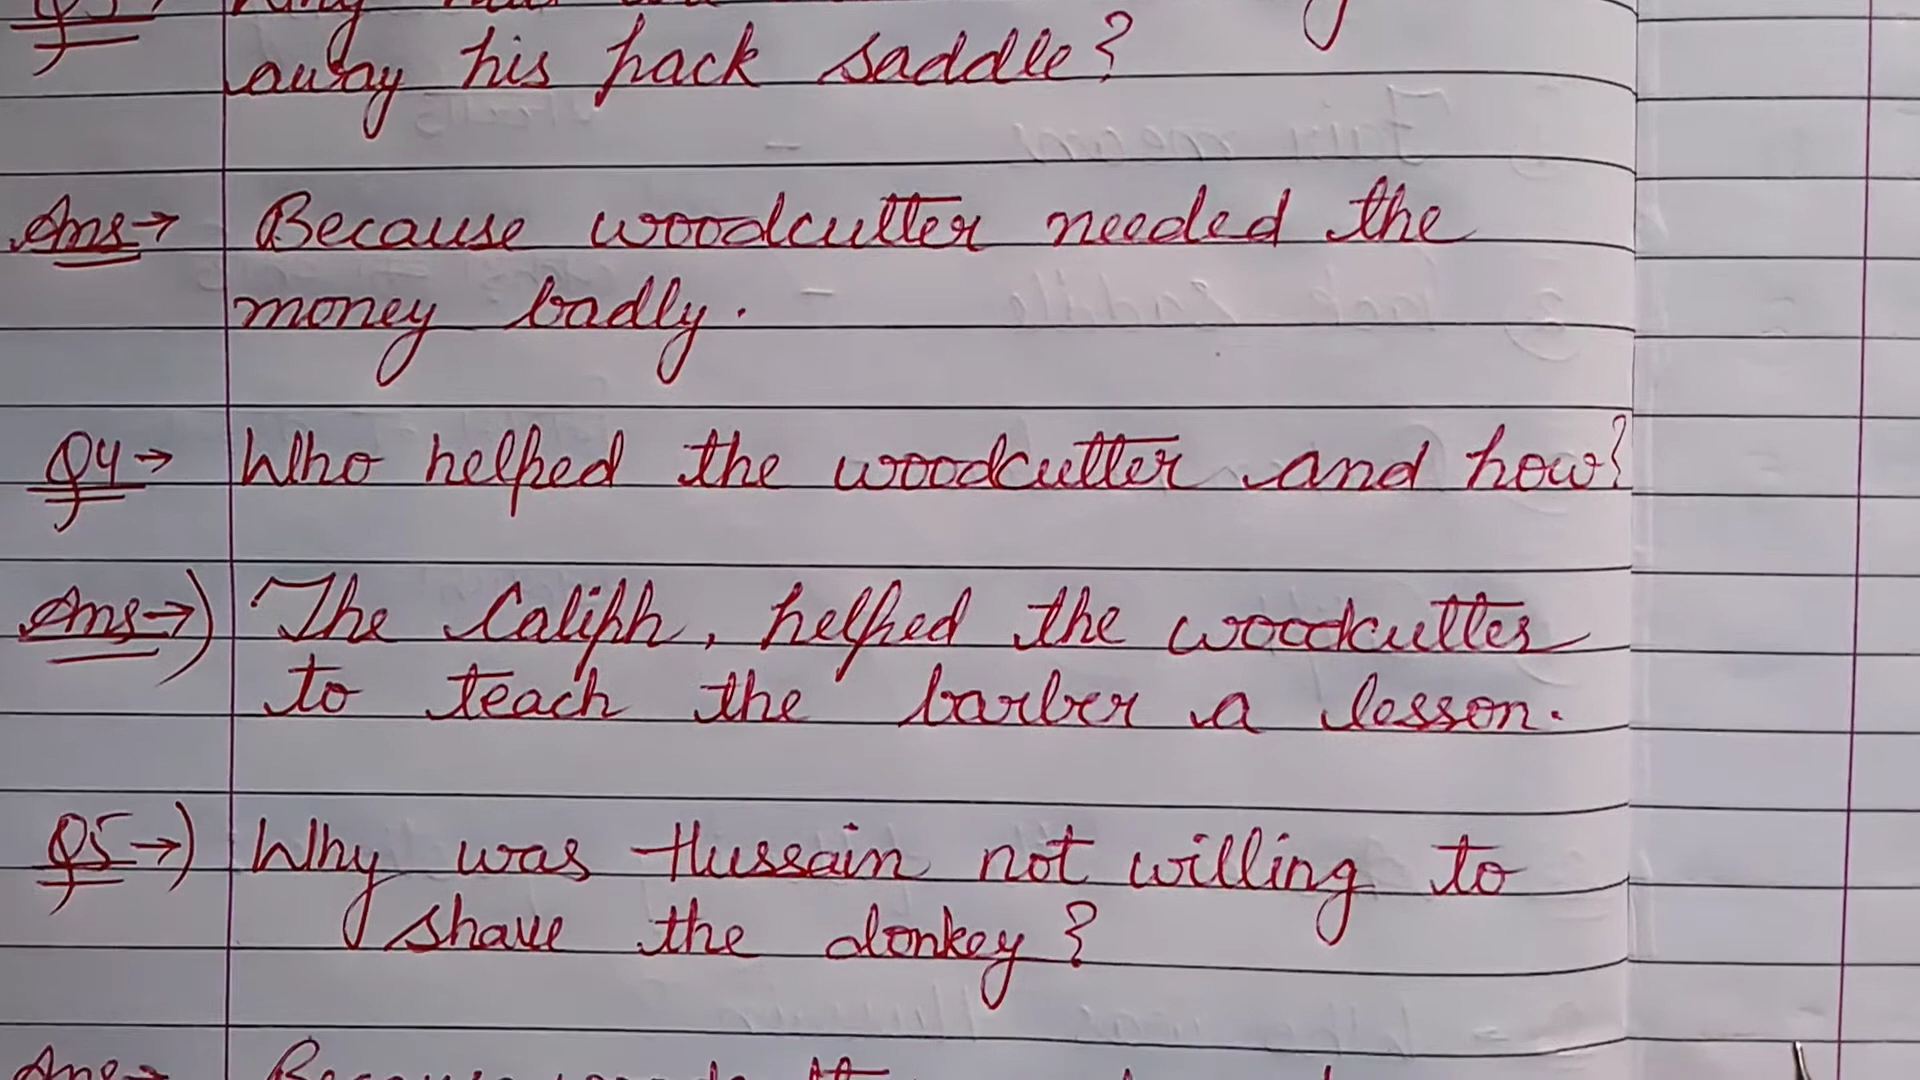 away his pack saddle?
Ans→ Because woodcutter needed the
money badly.
Q4→ Who helped the woodcutter and how?
Ans→) The Caliph, helped the woodcutter
to teach the barber a lesson.
Q5→) Why was Hussain not willing to
shave the donkey?
Ans→